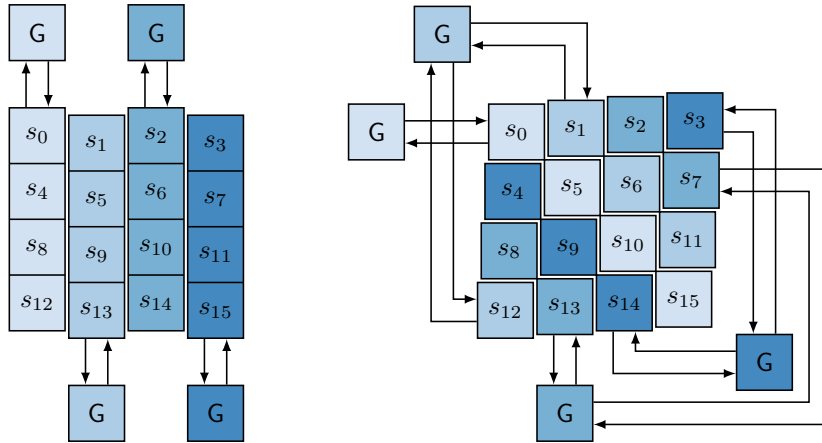 G G
s0 s1 s2 s3
s4 s5 s6 s7
s8 s9 s10 s11
s12 s13 s14 s15
G G
G
G
s0 s1 s2 s3
s4 s5 s6 s7
s8 s9 s10 s11
s12 s13 s14 s15
G
G